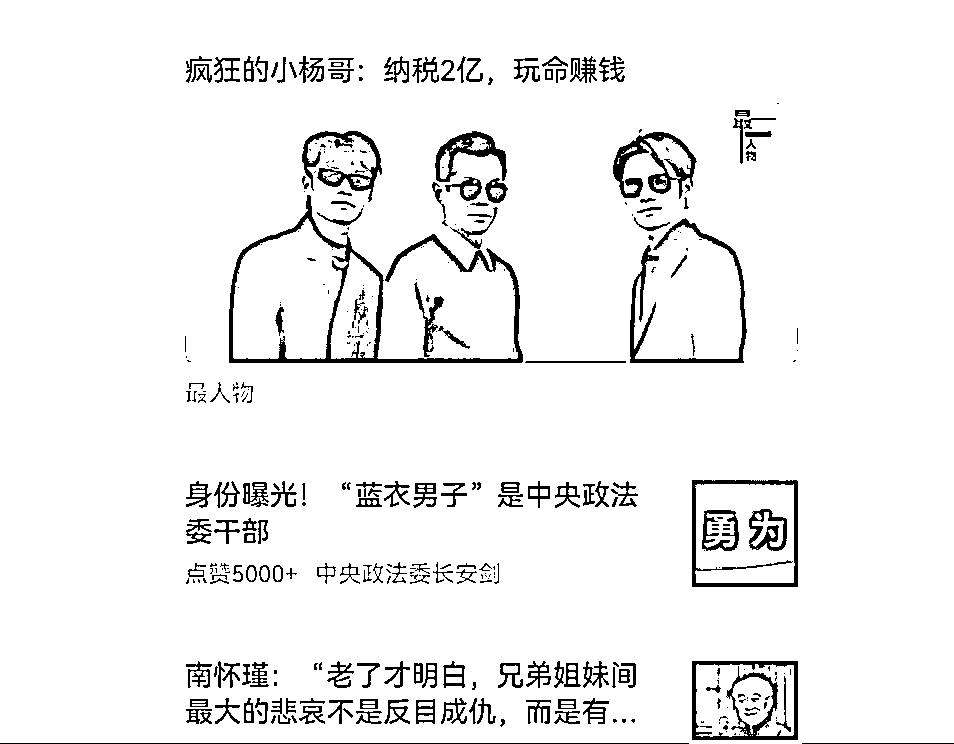 疯狂的小杨哥：纳税2亿，玩命赚钱
最
人物
最人物
身份曝光！“蓝衣男子”是中央政法
委干部
勇为
点赞5000+ 中央政法委长安剑
南怀瑾：“老了才明白，兄弟姐妹间
最大的悲哀不是反目成仇，而是有...